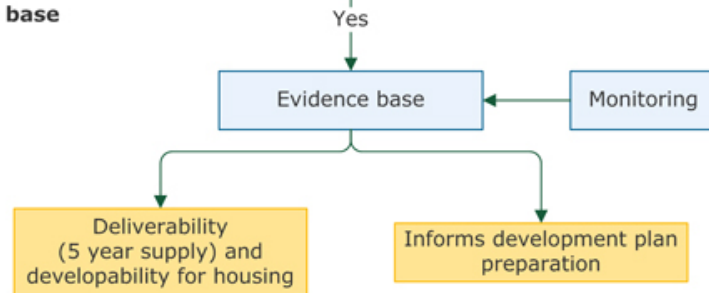 base
Yes
Evidence base
Monitoring
Deliverability
(5 year supply) and
developability for housing
Informs development plan
preparation